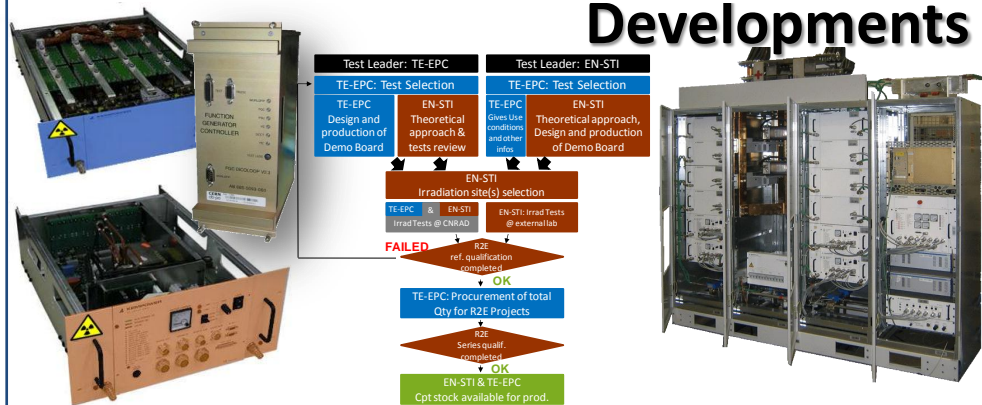 Developments
Test Leader: TE-EPC
Test Leader: EN-STI
TE-EPC: Test Selection
TE-EPC: Test Selection
TE-EPC
Design and
production of
Demo Board
EN-STI
Theoretical
approach &
tests review
TE-EPC
Gives Use
conditions
and other
infos
EN-STI
Theoretical approach,
Design and production
of Demo Board
EN-STI
Irradiation site(s) selection
TE-EPC & EN-STI
Irrad Tests @ CNRAD
EN-STI: Irrad Tests
@ external lab
FAILED
R2E
ref. qualification
completed
OK
TE-EPC: Procurement of total
Qty for R2E Projects
R2E
Series qualif.
completed
OK
EN-STI & TE-EPC
Cpt stock available for prod.
FUNCTION
GENERATOR
CONTROLLER
CERN